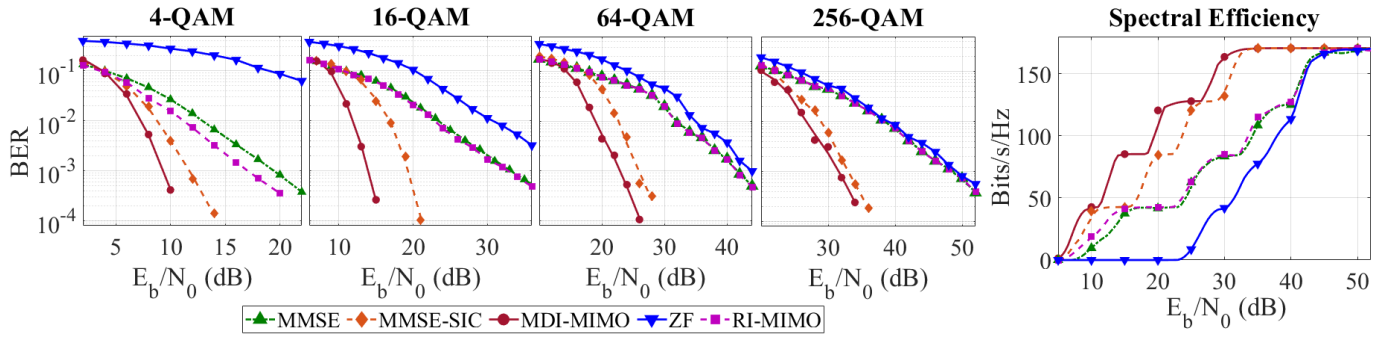 4-QAM
16-QAM
64-QAM
256-QAM
Spectral Efficiency
BER
10^-1
10^-2
10^-3
10^-4
5 10 15 20
10 20 30
20 30 40
30 40 50
E_b/N_0 (dB)
E_b/N_0 (dB)
E_b/N_0 (dB)
E_b/N_0 (dB)
Bits/s/Hz
150
100
50
0
10 20 30 40 50
E_b/N_0 (dB)
MMSE MMSE-SIC MDI-MIMO ZF RI-MIMO